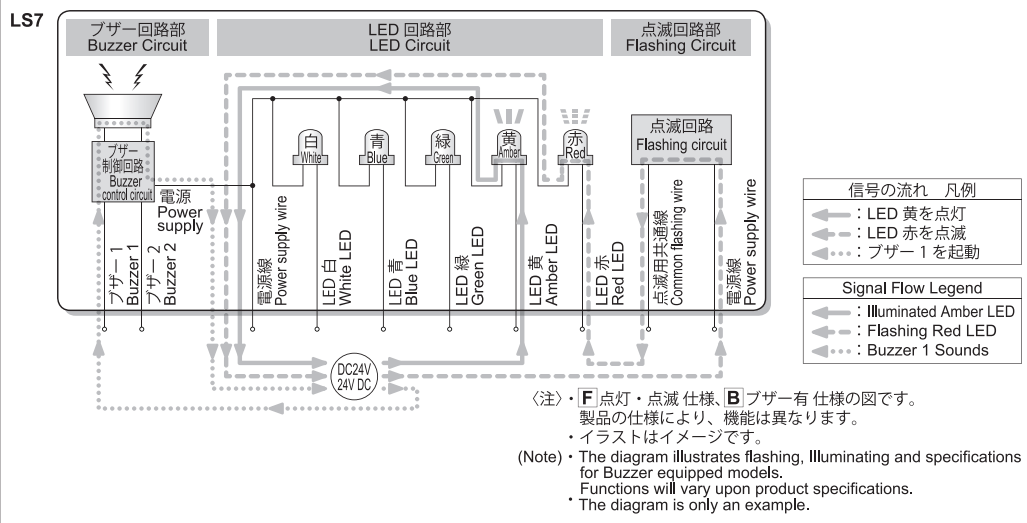 LS7
ブザー回路部
Buzzer Circuit
LED 回路部
LED Circuit
点滅回路部
Flashing Circuit
ブザー
制御回路
Buzzer
control circuit
電源
Power
supply
白
White
青
Blue
緑
Green
黄
Amber
赤
Red
点滅回路
Flashing circuit
ブザー 1
Buzzer 1
ブザー 2
Buzzer 2
電源線
Power supply wire
LED 白
White LED
LED 青
Blue LED
LED 緑
Green LED
LED 黄
Amber LED
LED 赤
Red LED
点滅用共通線
Common flashing wire
電源線
Power supply wire
DC24V
24V DC
信号の流れ 凡例
：LED 黄を点灯
：LED 赤を点滅
：ブザー 1 を起動
Signal Flow Legend
：Illuminated Amber LED
：Flashing Red LED
：Buzzer 1 Sounds
〈注〉・F 点灯・点滅 仕様、B ブザー有 仕様の図です。
製品の仕様により、機能は異なります。
・イラストはイメージです。
(Note)・The diagram illustrates flashing, Illuminating and specifications
for Buzzer equipped models.
Functions will vary upon product specifications.
・The diagram is only an example.